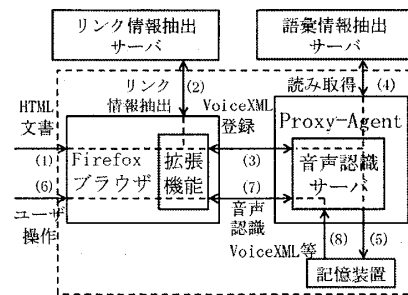 リンク情報抽出
サーバ
語彙情報抽出
サーバ
リンク
情報抽出
(2)
読み取得
(4)
HTML
文書
VoiceXML
登録
Proxy-Agent
(1)
Firefox
ブラウザ
拡張
機能
(3)
音声認識
サーバ
(6)
(7)
ユーザ
操作
音声
認識
VoiceXML等
(8)
(5)
記憶装置